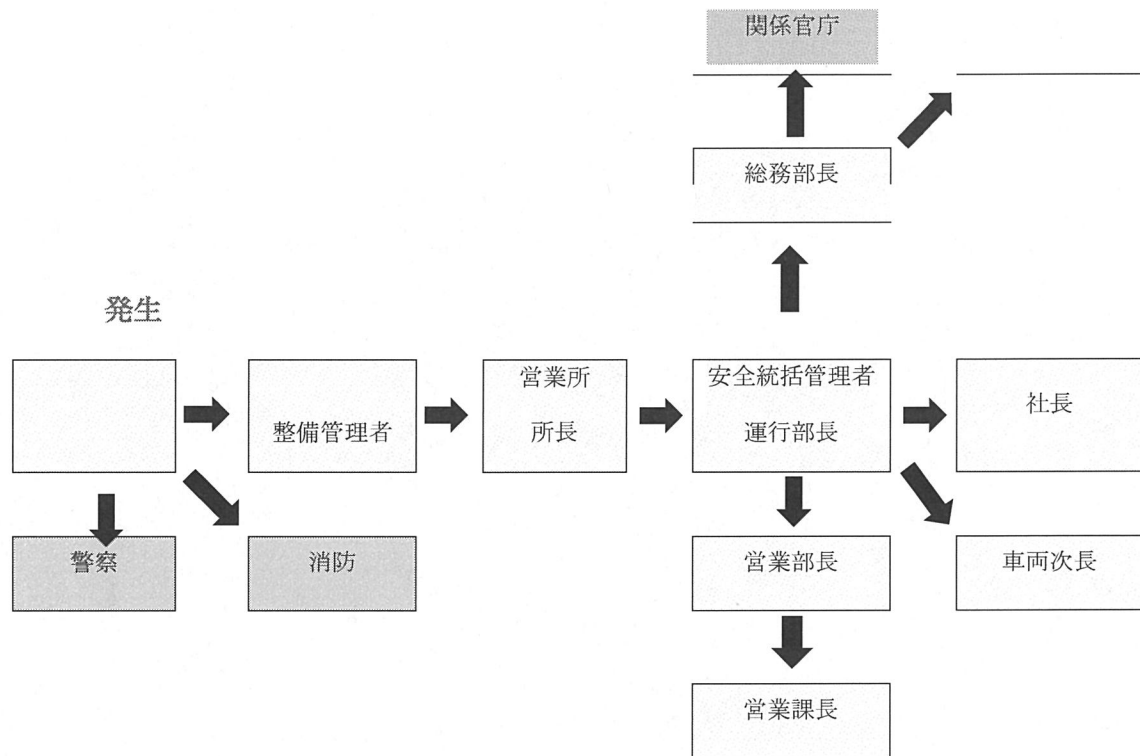 関係官庁
総務部長
発生
営業所
安全統括管理者
社長
整備管理者
所長
運行部長
警察
消防
営業部長
車両次長
営業課長